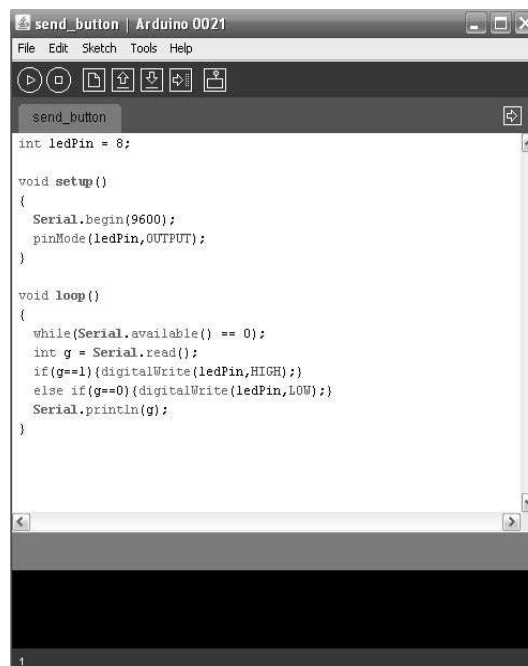 send_button | Arduino 0021
File Edit Sketch Tools Help
send_button
int ledPin = 8;
void setup()
{
Serial.begin(9600);
pinMode(ledPin,OUTPUT);
}
void loop()
{
while(Serial.available() == 0);
int g = Serial.read();
if(g==1){digitalWrite(ledPin,HIGH);}
else if(g==0){digitalWrite(ledPin,LOW);}
Serial.println(g);
}
1